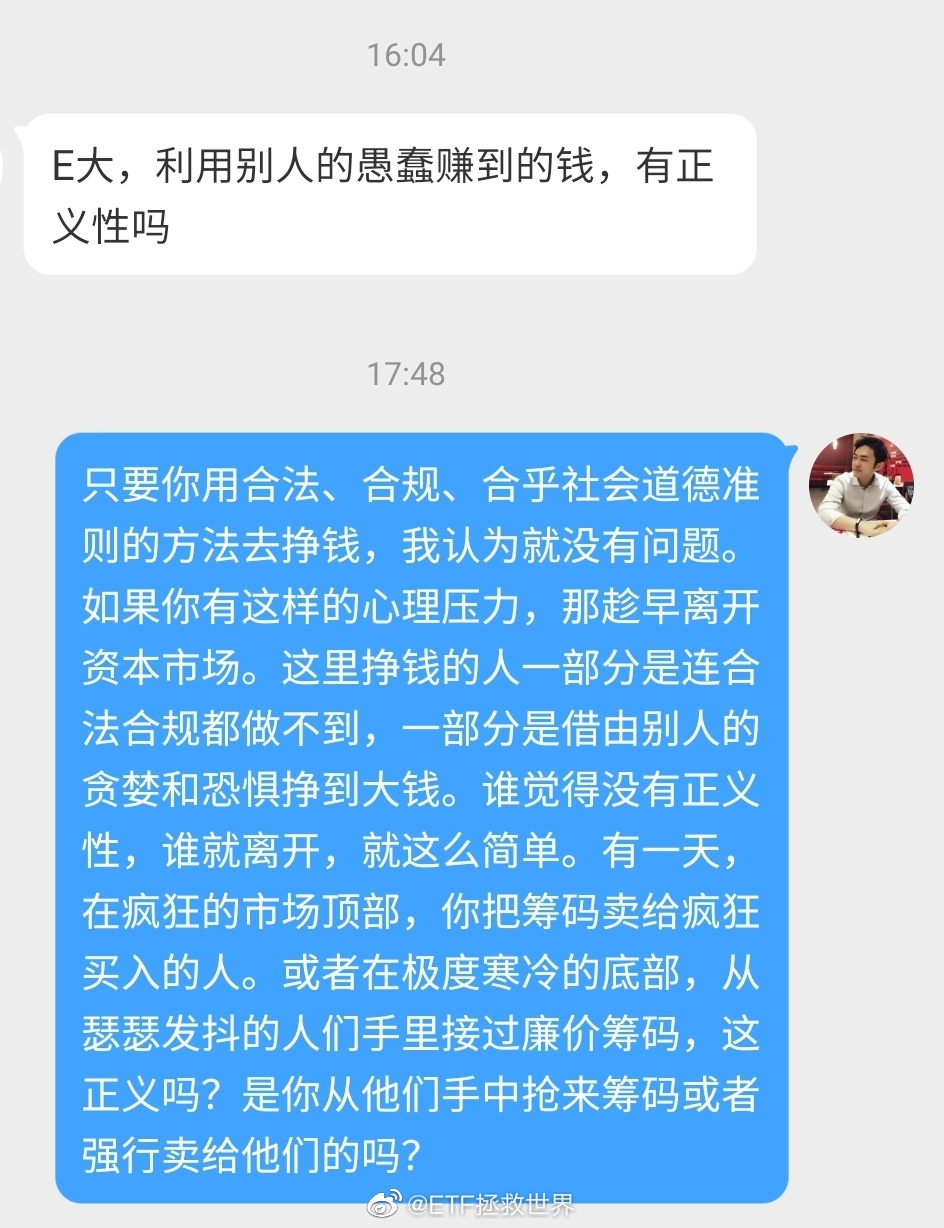 16:04
E大，利用别人的愚蠢赚到的钱，有正
义性吗
17:48
只要你用合法、合规、合乎社会道德准
则的方法去挣钱，我认为就没有问题。
如果你有这样的心理压力，那趁早离开
资本市场。这里挣钱的人一部分是连合
法合规都做不到，一部分是借由别人的
贪婪和恐惧挣到大钱。谁觉得没有正义
性，谁就离开，就这么简单。有一天，
在疯狂的市场顶部，你把筹码卖给疯狂
买入的人。或者在极度寒冷的底部，从
瑟瑟发抖的人们手里接过廉价筹码，这
正义吗？是你从他们手中抢来筹码或者
强行卖给他们的吗？
@ETF拯救世界